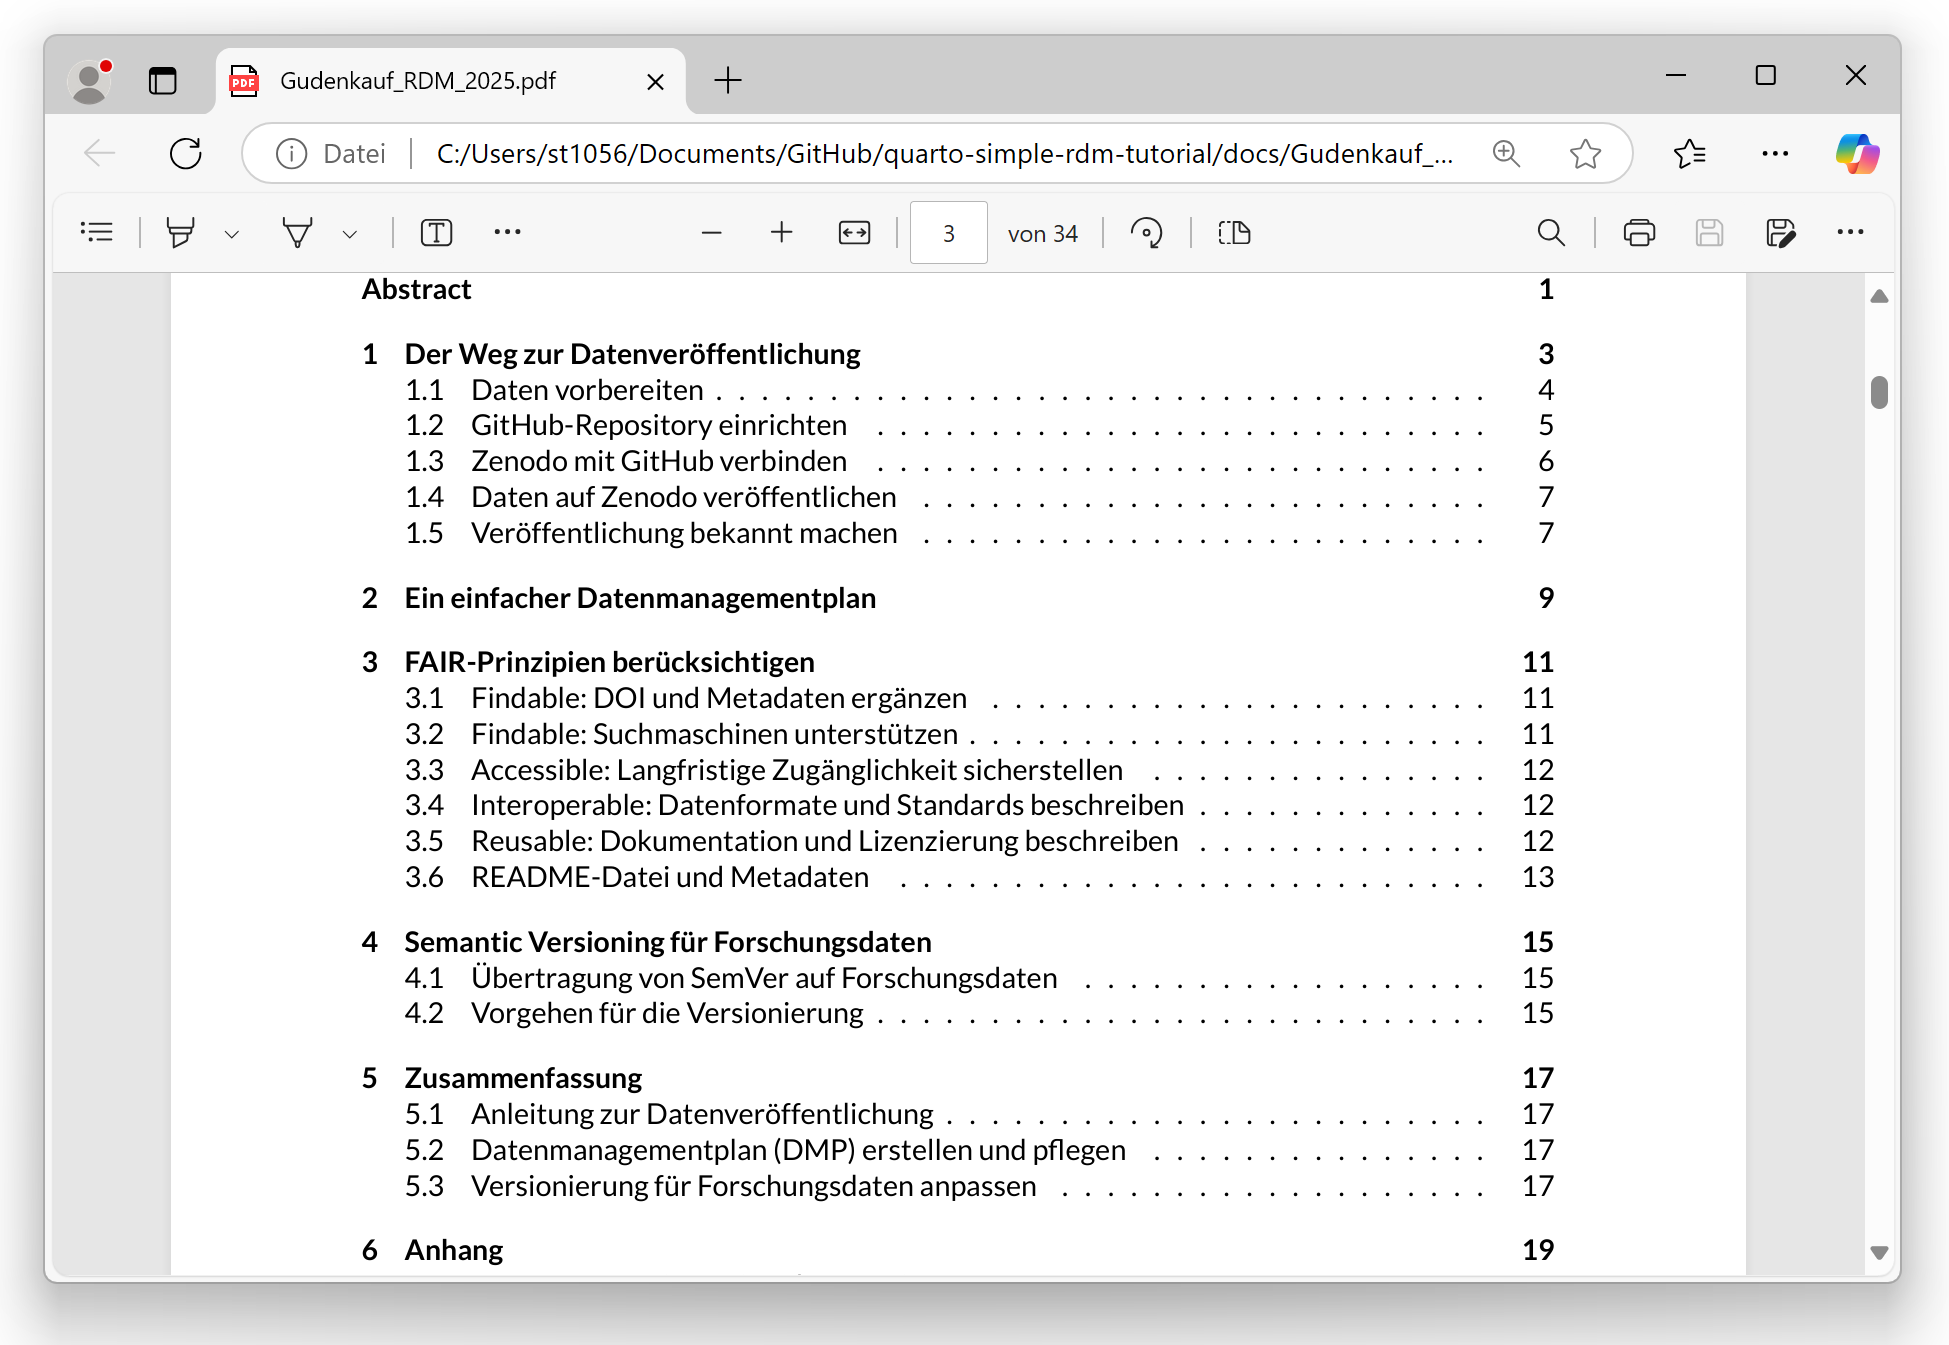 Gudenkauf_RDM_2025.pdf
Datei C:/Users/st1056/Documents/GitHub/quarto-simple-rdm-tutorial/docs/Gudenkauf_...
3 von 34
Abstract 1
1 Der Weg zur Datenveröffentlichung 3
1.1 Daten vorbereiten . . . . . . . . . . . . . . . . . . . . . . . . . . . . . . . . . . 4
1.2 GitHub-Repository einrichten . . . . . . . . . . . . . . . . . . . . . . . . . . . 5
1.3 Zenodo mit GitHub verbinden . . . . . . . . . . . . . . . . . . . . . . . . . . . 6
1.4 Daten auf Zenodo veröffentlichen . . . . . . . . . . . . . . . . . . . . . . . . . 7
1.5 Veröffentlichung bekannt machen . . . . . . . . . . . . . . . . . . . . . . . . . 7
2 Ein einfacher Datenmanagementplan 9
3 FAIR-Prinzipien berücksichtigen 11
3.1 Findable: DOI und Metadaten ergänzen . . . . . . . . . . . . . . . . . . . . . . 11
3.2 Findable: Suchmaschinen unterstützen . . . . . . . . . . . . . . . . . . . . . . . 11
3.3 Accessible: Langfristige Zugänglichkeit sicherstellen . . . . . . . . . . . . . . . 12
3.4 Interoperable: Datenformate und Standards beschreiben . . . . . . . . . . . . . 12
3.5 Reusable: Dokumentation und Lizenzierung beschreiben . . . . . . . . . . . . . 12
3.6 README-Datei und Metadaten . . . . . . . . . . . . . . . . . . . . . . . . . . 13
4 Semantic Versioning für Forschungsdaten 15
4.1 Übertragung von SemVer auf Forschungsdaten . . . . . . . . . . . . . . . . . . 15
4.2 Vorgehen für die Versionierung . . . . . . . . . . . . . . . . . . . . . . . . . . . 15
5 Zusammenfassung 17
5.1 Anleitung zur Datenveröffentlichung . . . . . . . . . . . . . . . . . . . . . . . . 17
5.2 Datenmanagementplan (DMP) erstellen und pflegen . . . . . . . . . . . . . . . 17
5.3 Versionierung für Forschungsdaten anpassen . . . . . . . . . . . . . . . . . . . 17
6 Anhang 19